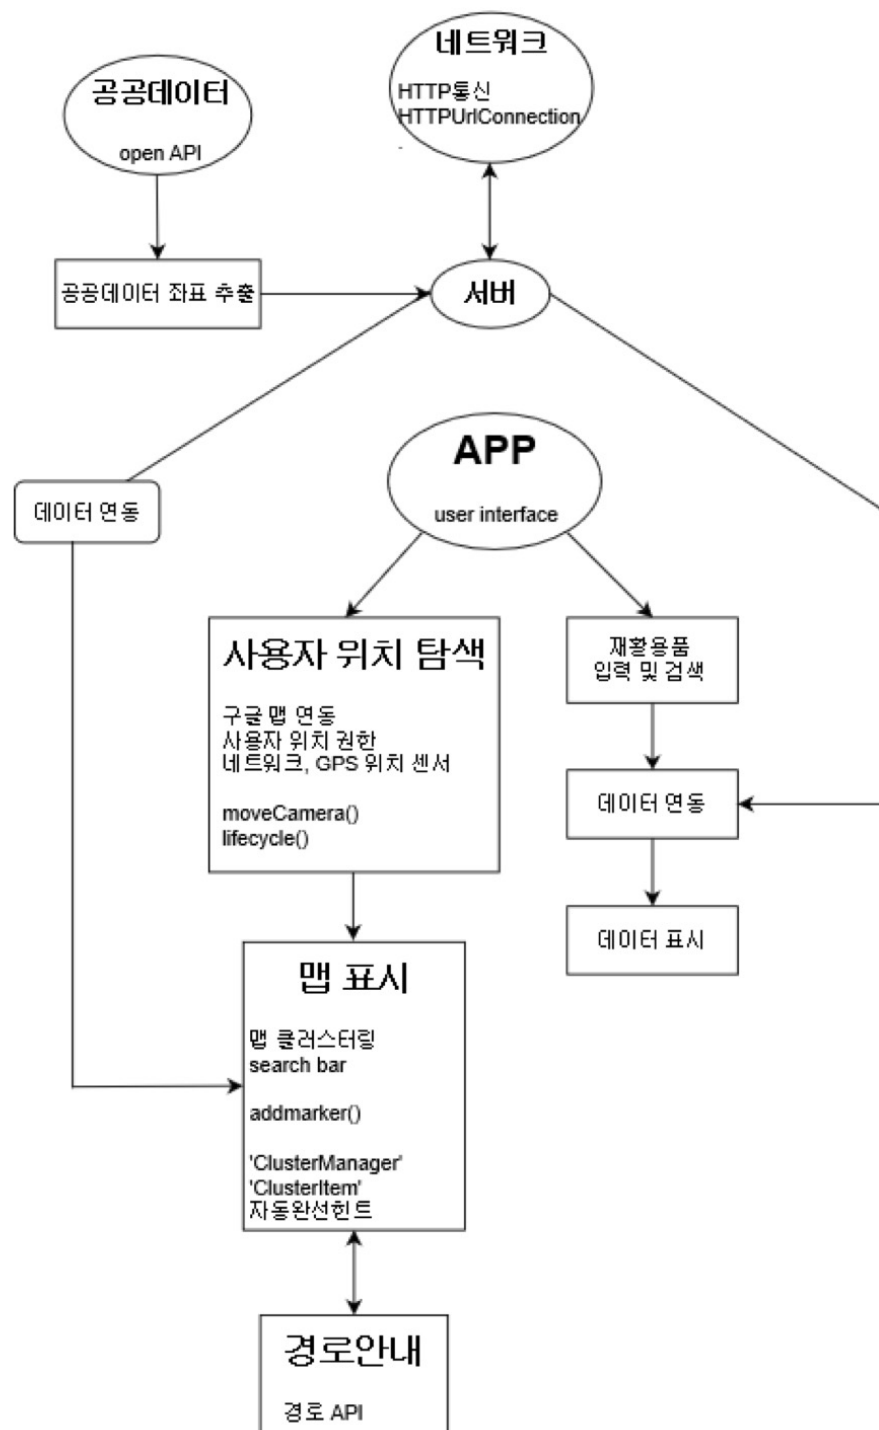 네트워크
HTTP통신
HTTPUrlConnection
공공데이터
open API
공공데이터 좌표 추출
서버
APP
user interface
데이터 연동
사용자 위치 탐색
구글 맵 연동
사용자 위치 권한
네트워크, GPS 위치 센서
moveCamera()
lifecycle()
재활용품
입력 및 검색
데이터 연동
데이터 표시
맵 표시
맵 클러스터링
search bar
addmarker()
'ClusterManager'
'ClusterItem'
자동완선힌트
경로안내
경로 API